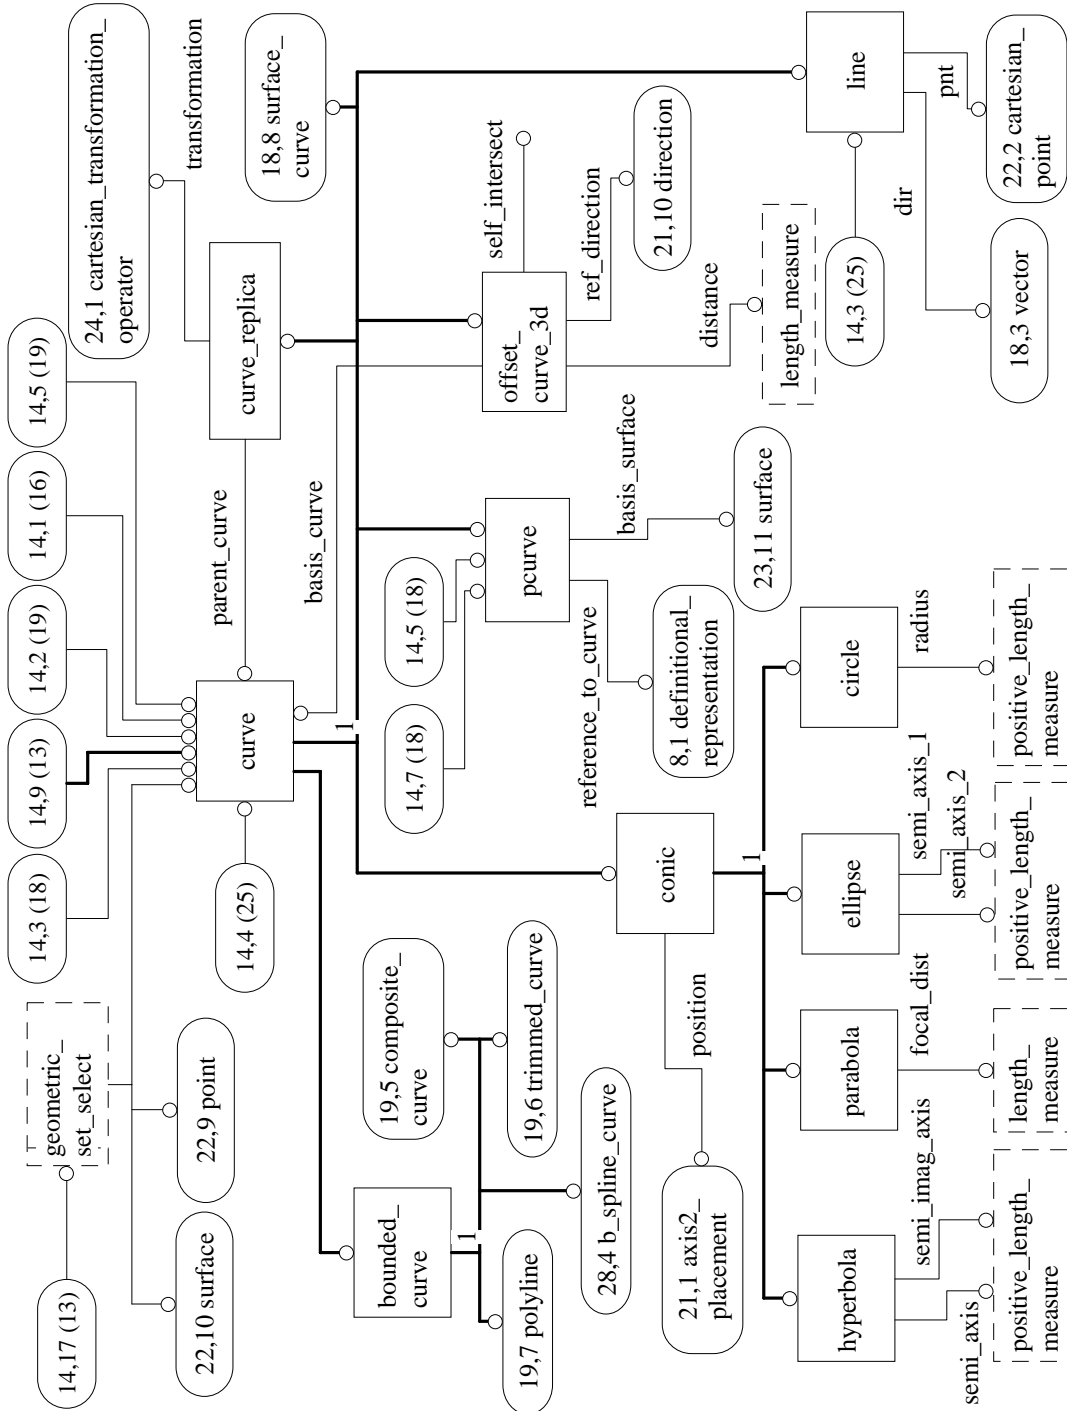 14,3 (18)
14,9 (13)
14,2 (19)
14,1 (16)
14,5 (19)
14,17 (13)
geometric_
set_select
24,1 cartesian_transformation_
operator
22,10 surface
22,9 point
transformation
14,4 (25)
curve
parent_curve
curve_replica
18,8 surface_
curve
basis_curve
1
bounded_
curve
19,5 composite_
curve
14,7 (18)
14,5 (18)
1
19,7 polyline
19,6 trimmed_curve
pcurve
offset_
curve_3d
self_intersect
reference_to_curve
basis_surface
ref_direction
28,4 b_spline_curve
21,10 direction
21,1 axis2_
placement
position
conic
8,1 definitional_
representation
distance
23,11 surface
1
length_measure
hyperbola
parabola
ellipse
circle
14,3 (25)
line
semi_axis
semi_imag_axis
focal_dist
semi_axis_1
semi_axis_2
radius
dir
pnt
positive_length_
measure
length_
measure
positive_length_
measure
positive_length_
measure
18,3 vector
22,2 cartesian_
point